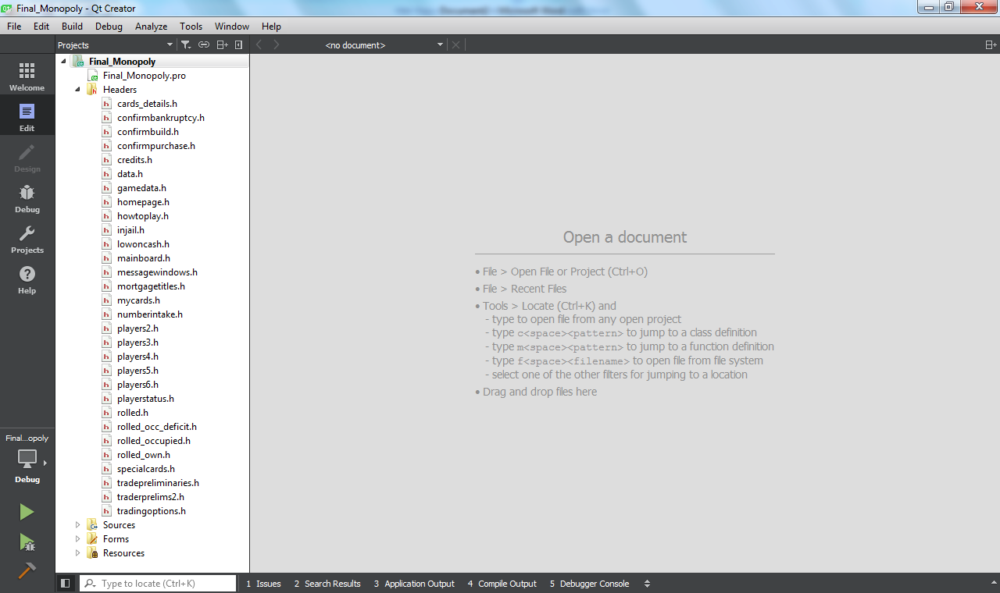 Final_Monopoly - Qt Creator
File Edit Build Debug Analyze Tools Window Help
Projects
<no document>
Welcome
Edit
Design
Debug
Projects
Help
Final...opoly
Debug
Final_Monopoly
Final_Monopoly.pro
Headers
cards_details.h
confirmbankruptcy.h
confirmbuild.h
confirmpurchase.h
credits.h
data.h
gamedata.h
homepage.h
howtoplay.h
injail.h
lowoncash.h
mainboard.h
messagewindows.h
mortgagetitles.h
mycards.h
numberintake.h
players2.h
players3.h
players4.h
players5.h
players6.h
playerstatus.h
rolled.h
rolled_occ_deficit.h
rolled_occupied.h
rolled_own.h
specialcards.h
tradepreliminaries.h
traderprelims2.h
tradingoptions.h
Sources
Forms
Resources
Open a document
• File > Open File or Project (Ctrl+O)
• File > Recent Files
• Tools > Locate (Ctrl+K) and
- type to open file from any open project
- type c<space><pattern> to jump to a class definition
- type m<space><pattern> to jump to a function definition
- type f<space><filename> to open file from file system
- select one of the other filters for jumping to a location
• Drag and drop files here
Type to locate (Ctrl+K)
1 Issues 2 Search Results 3 Application Output 4 Compile Output 5 Debugger Console